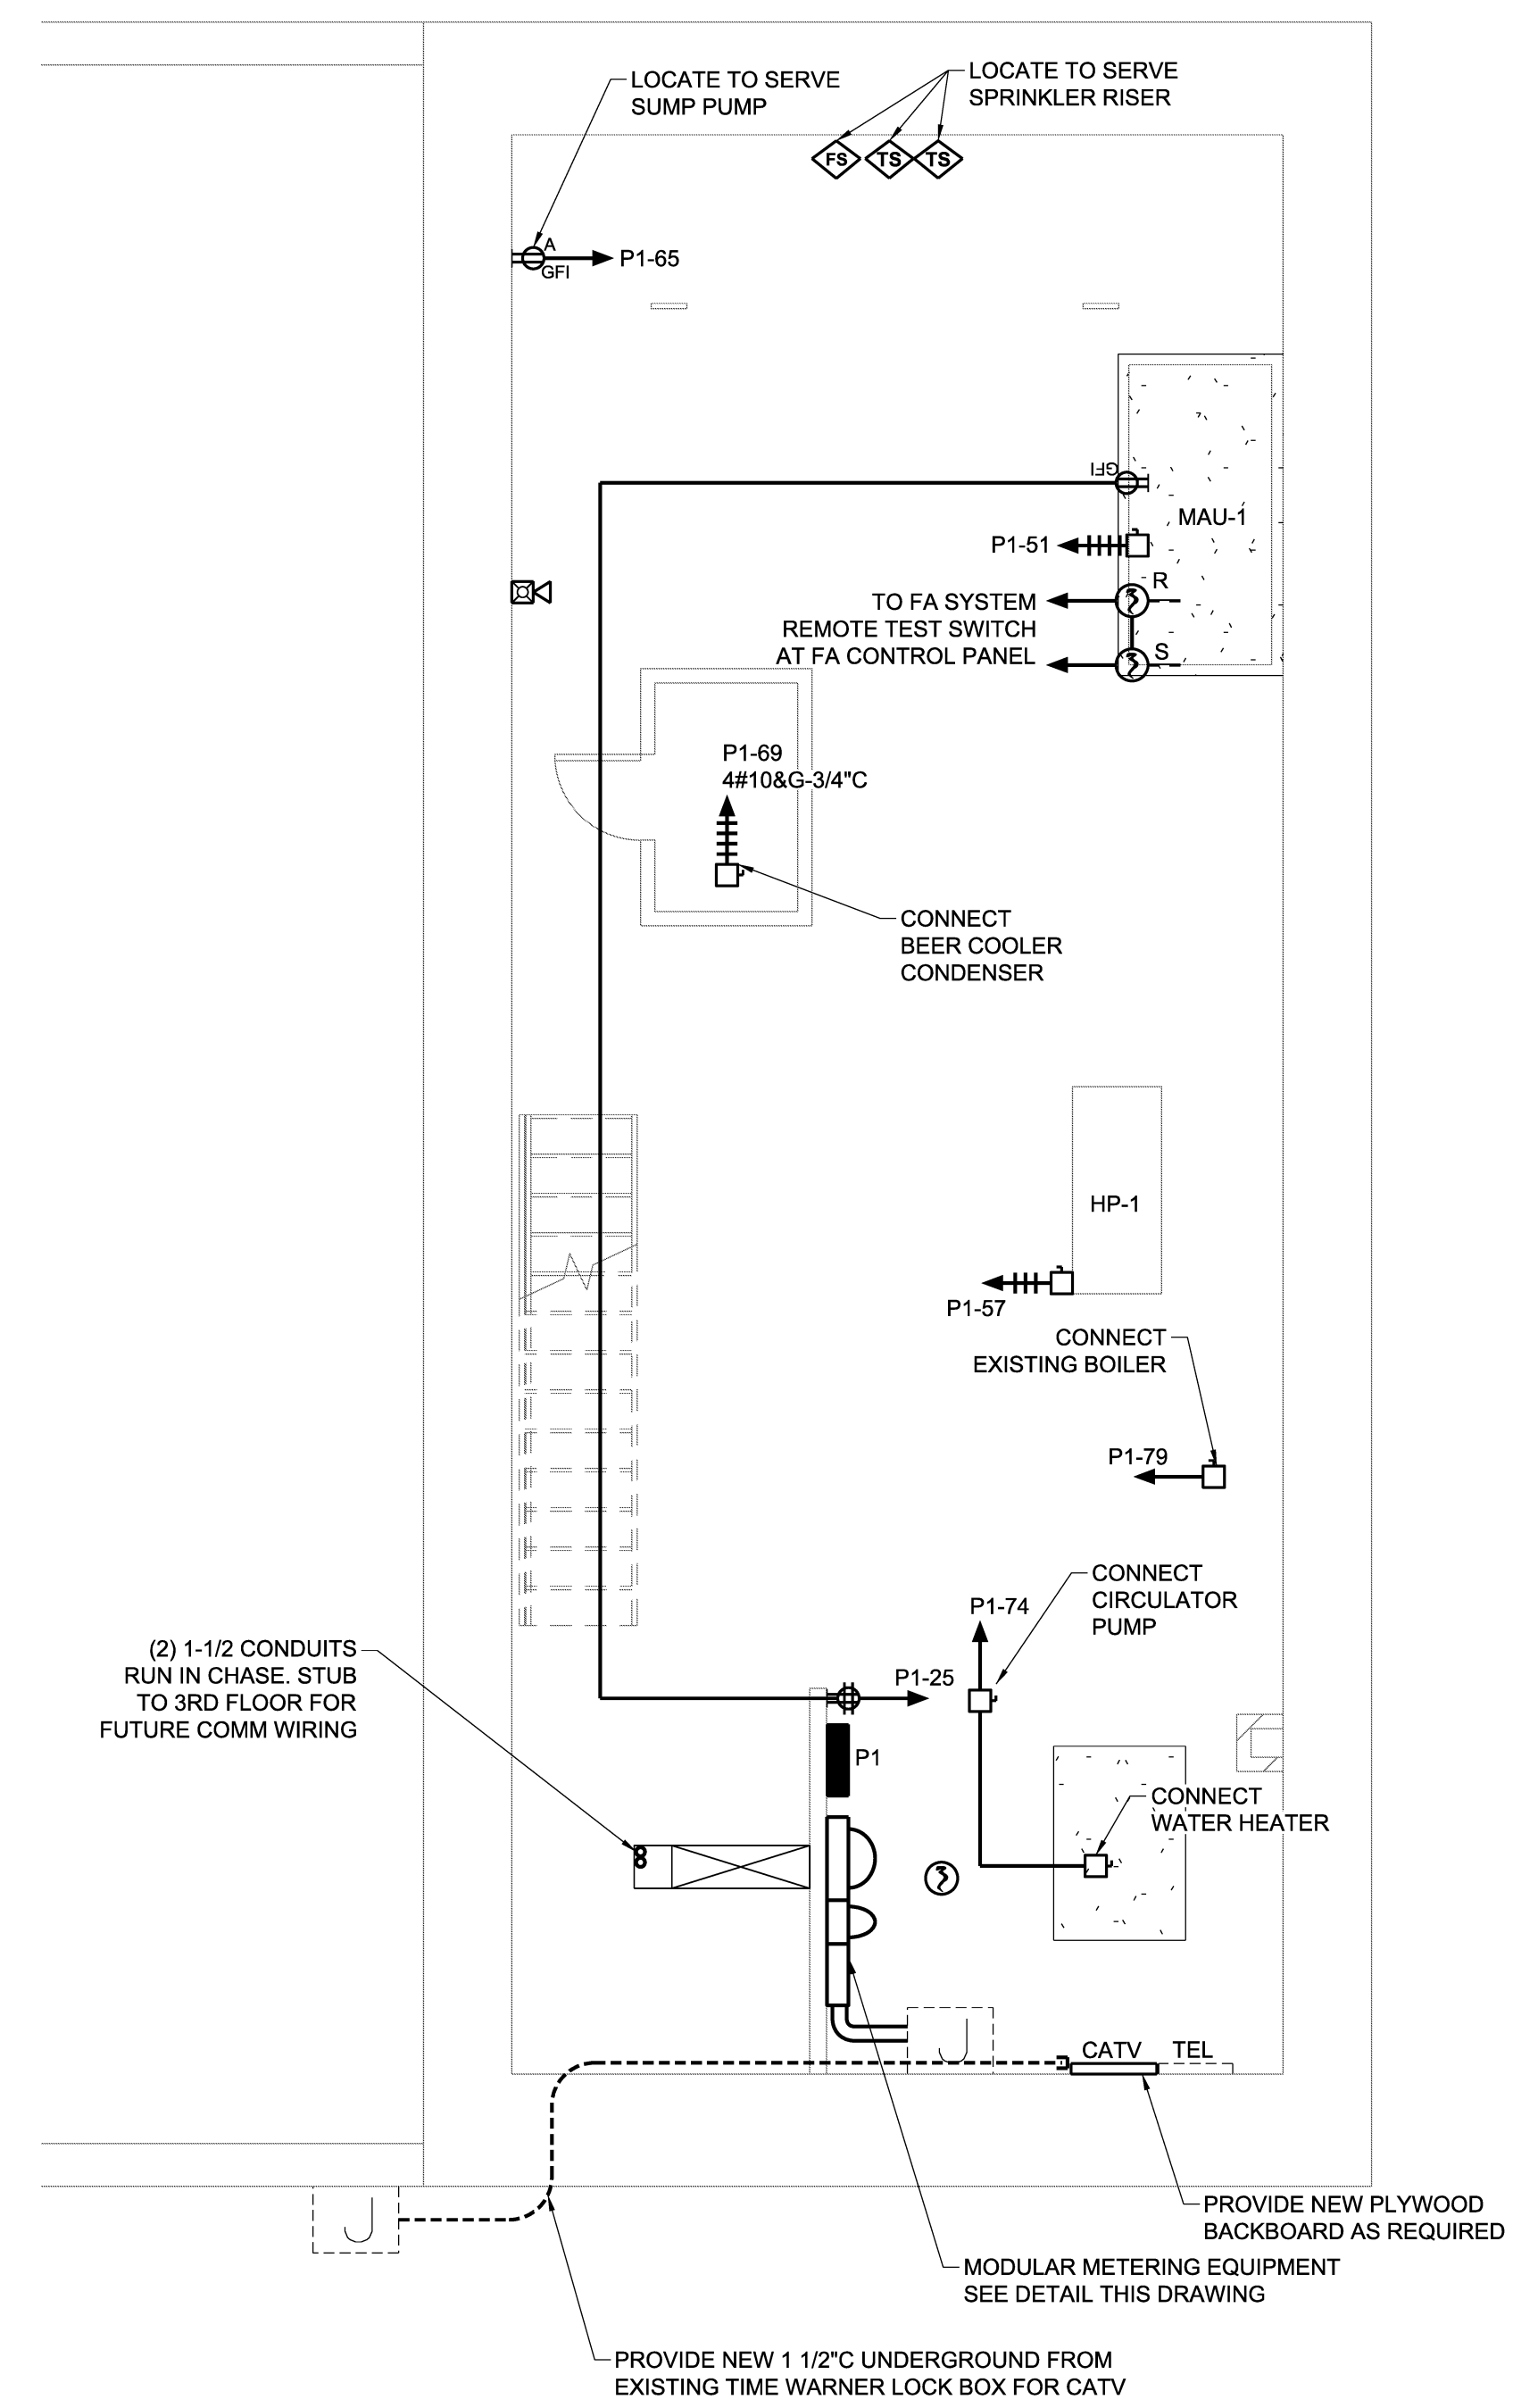 LOCATE TO SERVE
SUMP PUMP
LOCATE TO SERVE
SPRINKLER RISER
FS
TS
TS
A
GFI
P1-65
GFI
MAU-1
P1-51
R
TO FA SYSTEM
REMOTE TEST SWITCH
AT FA CONTROL PANEL
S
P1-69
4#10&G-3/4"C
CONNECT
BEER COOLER
CONDENSER
HP-1
P1-57
CONNECT
EXISTING BOILER
P1-79
CONNECT
CIRCULATOR
PUMP
P1-74
(2) 1-1/2 CONDUITS
RUN IN CHASE. STUB
TO 3RD FLOOR FOR
FUTURE COMM WIRING
P1-25
P1
CONNECT
WATER HEATER
J
CATV
TEL
J
PROVIDE NEW PLYWOOD
BACKBOARD AS REQUIRED
MODULAR METERING EQUIPMENT
SEE DETAIL THIS DRAWING
PROVIDE NEW 1 1/2"C UNDERGROUND FROM
EXISTING TIME WARNER LOCK BOX FOR CATV